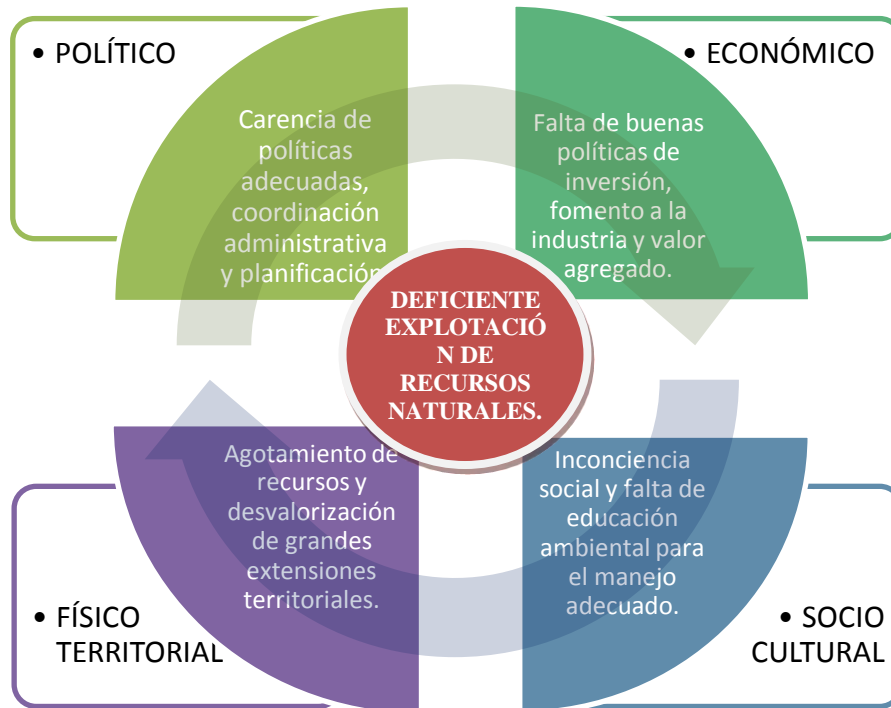 • POLÍTICO
Carencia de
políticas
adecuadas,
coordinación
administrativa
y planificación.
• ECONÓMICO
Falta de buenas
políticas de
inversión,
fomento a la
industria y valor
agregado.
DEFICIENTE
EXPLOTACIÓ
N DE
RECURSOS
NATURALES.
Agotamiento de
recursos y
desvalorización
de grandes
extensiones
territoriales.
• FÍSICO
TERRITORIAL
Inconciencia
social y falta de
educación
ambiental para
el manejo
adecuado.
• SOCIO
CULTURAL